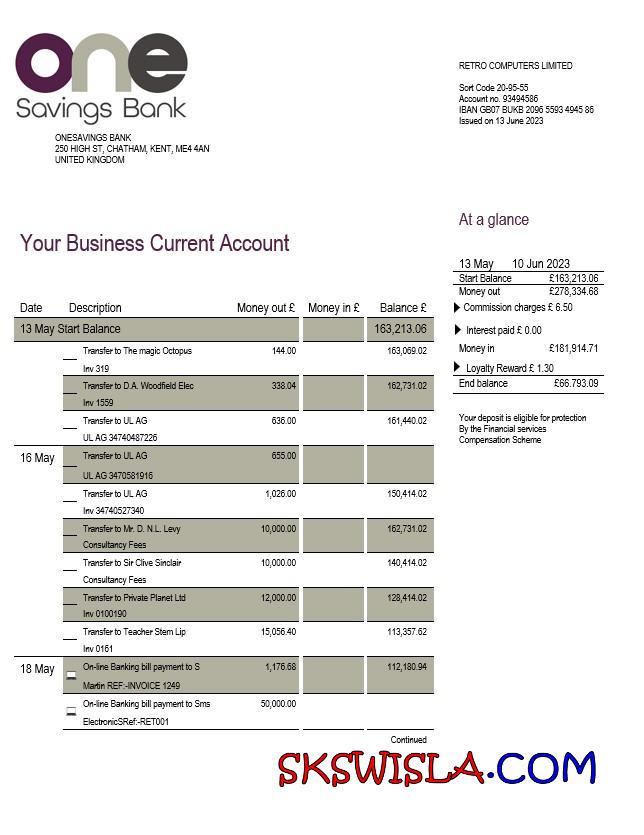 one
Savings Bank
ONESAVINGS BANK
250 HIGH ST, CHATHAM, KENT, ME4 4AN
UNITED KINGDOM
RETRO COMPUTERS LIMITED
Sort Code 20-95-55
Account no. 93494586
IBAN GB07 BUKB 2096 5593 4945 86
Issued on 13 June 2023
Your Business Current Account
At a glance
13 May 10 Jun 2023
Start Balance £163,213.06
Money out £278,334.68
Commission charges £ 6.50
Interest paid £ 0.00
Money in £181,914.71
Loyalty Reward £ 1.30
End balance £66.793.09
Your deposit is eligible for protection
By the Financial services
Compensation Scheme
Date Description Money out £ Money in £ Balance £
13 May Start Balance 163,213.06
Transfer to The magic Octopus 144.00 163,069.02
Inv 319
Transfer to D.A. Woodfield Elec 338.04 162,731.02
Inv 1559
Transfer to UL AG 636.00 161,440.02
UL AG 34740487226
16 May Transfer to UL AG 655.00
UL AG 3470581916
Transfer to UL AG 1,026.00 150,414.02
Inv 34740527340
Transfer to Mr. D. N.L. Levy 10,000.00 162,731.02
Consultancy Fees
Transfer to Sir Clive Sinclair 10,000.00 140,414.02
Consultancy Fees
Transfer to Private Planet Ltd 12,000.00 128,414.02
Inv 0100190
Transfer to Teacher Stem Lip 15,056.40 113,357.62
Inv 0161
18 May On-line Banking bill payment to S 1,176.68 112,180.94
Martin REF:-INVOICE 1249
On-line Banking bill payment to Sms 50,000.00
ElectronicSRef:-RET001
Continued
SKSWISLA.COM